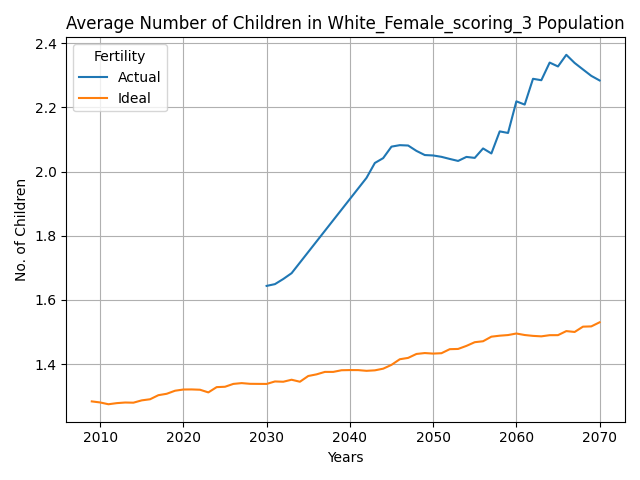 Average Number of Children in White_Female_scoring_3 Population
Fertility
Actual
Ideal
No. of Children
2.4
2.2
2.0
1.8
1.6
1.4
2010 2020 2030 2040 2050 2060 2070
Years